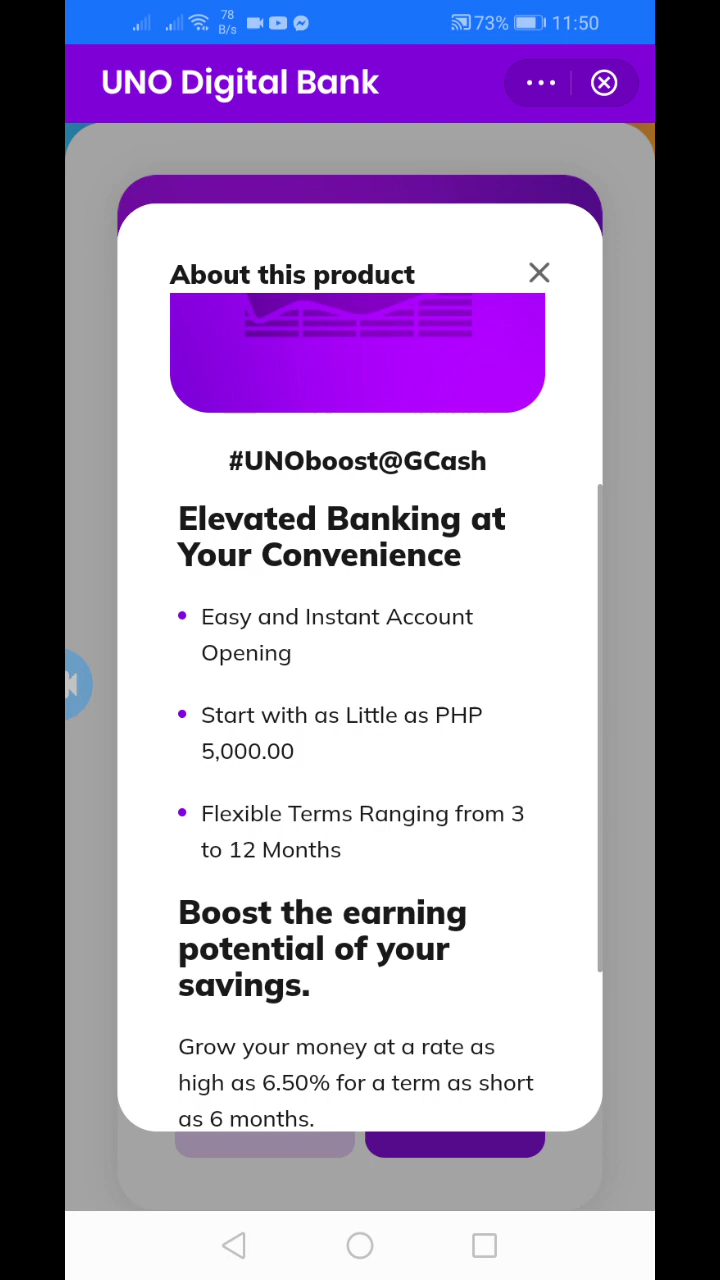 78
B/s
73%
11:50
UNO Digital Bank
About this product
#UNOboost@GCash
Elevated Banking at
Your Convenience
Easy and Instant Account
Opening
Start with as Little as PHP
5,000.00
Flexible Terms Ranging from 3
to 12 Months
Boost the earning
potential of your
savings.
Grow your money at a rate as
high as 6.50% for a term as short
as 6 months.